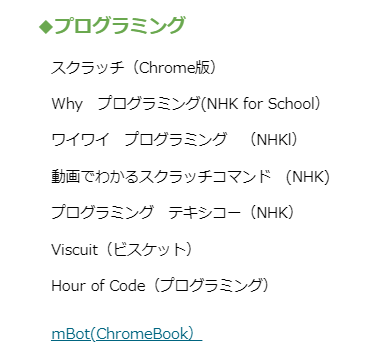 ◆プログラミング
スクラッチ（Chrome版）
Why　プログラミング(NHK for School）
ワイワイ　プログラミング　（NHKl）
動画でわかるスクラッチコマンド　(NHK)
プログラミング　テキシコー（NHK）
Viscuit（ビスケット）
Hour of Code（プログラミング）
mBot(ChromeBook）